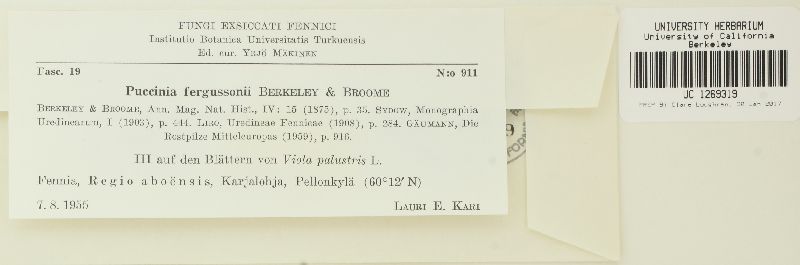 FUNGI EXSICCATI FENNICI
Institutio Botanica Universitatis Turkuensis
Ed. cur. YRJÖ MÄKINEN
Fasc. 19 N:o 911
Puccinia fergussonii BERKELEY & BROOME
BERKELEY & BROOME, Ann. Mag. Nat. Hist., IV: 15 (1875), p. 35. SYDOW, Monographia
Uredinearum, I (1903), p. 444. LIRO, Uredineae Fennicae (1908), p. 284. GÄUMANN, Die
Rostpilze Mitteleuropas (1959), p. 916.
III auf den Blättern von Viola palustris L.
Fennia, Regio aboënsis, Karjalohja, Pellonkylä (60°12′ N)
7. 8. 1956 LAURI E. KARI
UNIVERSITY HERBARIUM
University of California
Berkeley
UC 1269319